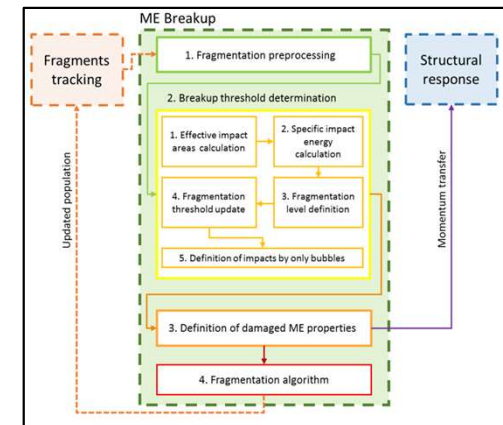 ME Breakup
Fragments
tracking
1. Fragmentation preprocessing
Structural
response
2. Breakup threshold determination
1. Effective impact
areas calculation
2. Specific impact
energy
calculation
4. Fragmentation
threshold update
3. Fragmentation
level definition
5. Definition of impacts by only bubbles
Updated population
Momentum transfer
3. Definition of damaged ME properties
4. Fragmentation algorithm